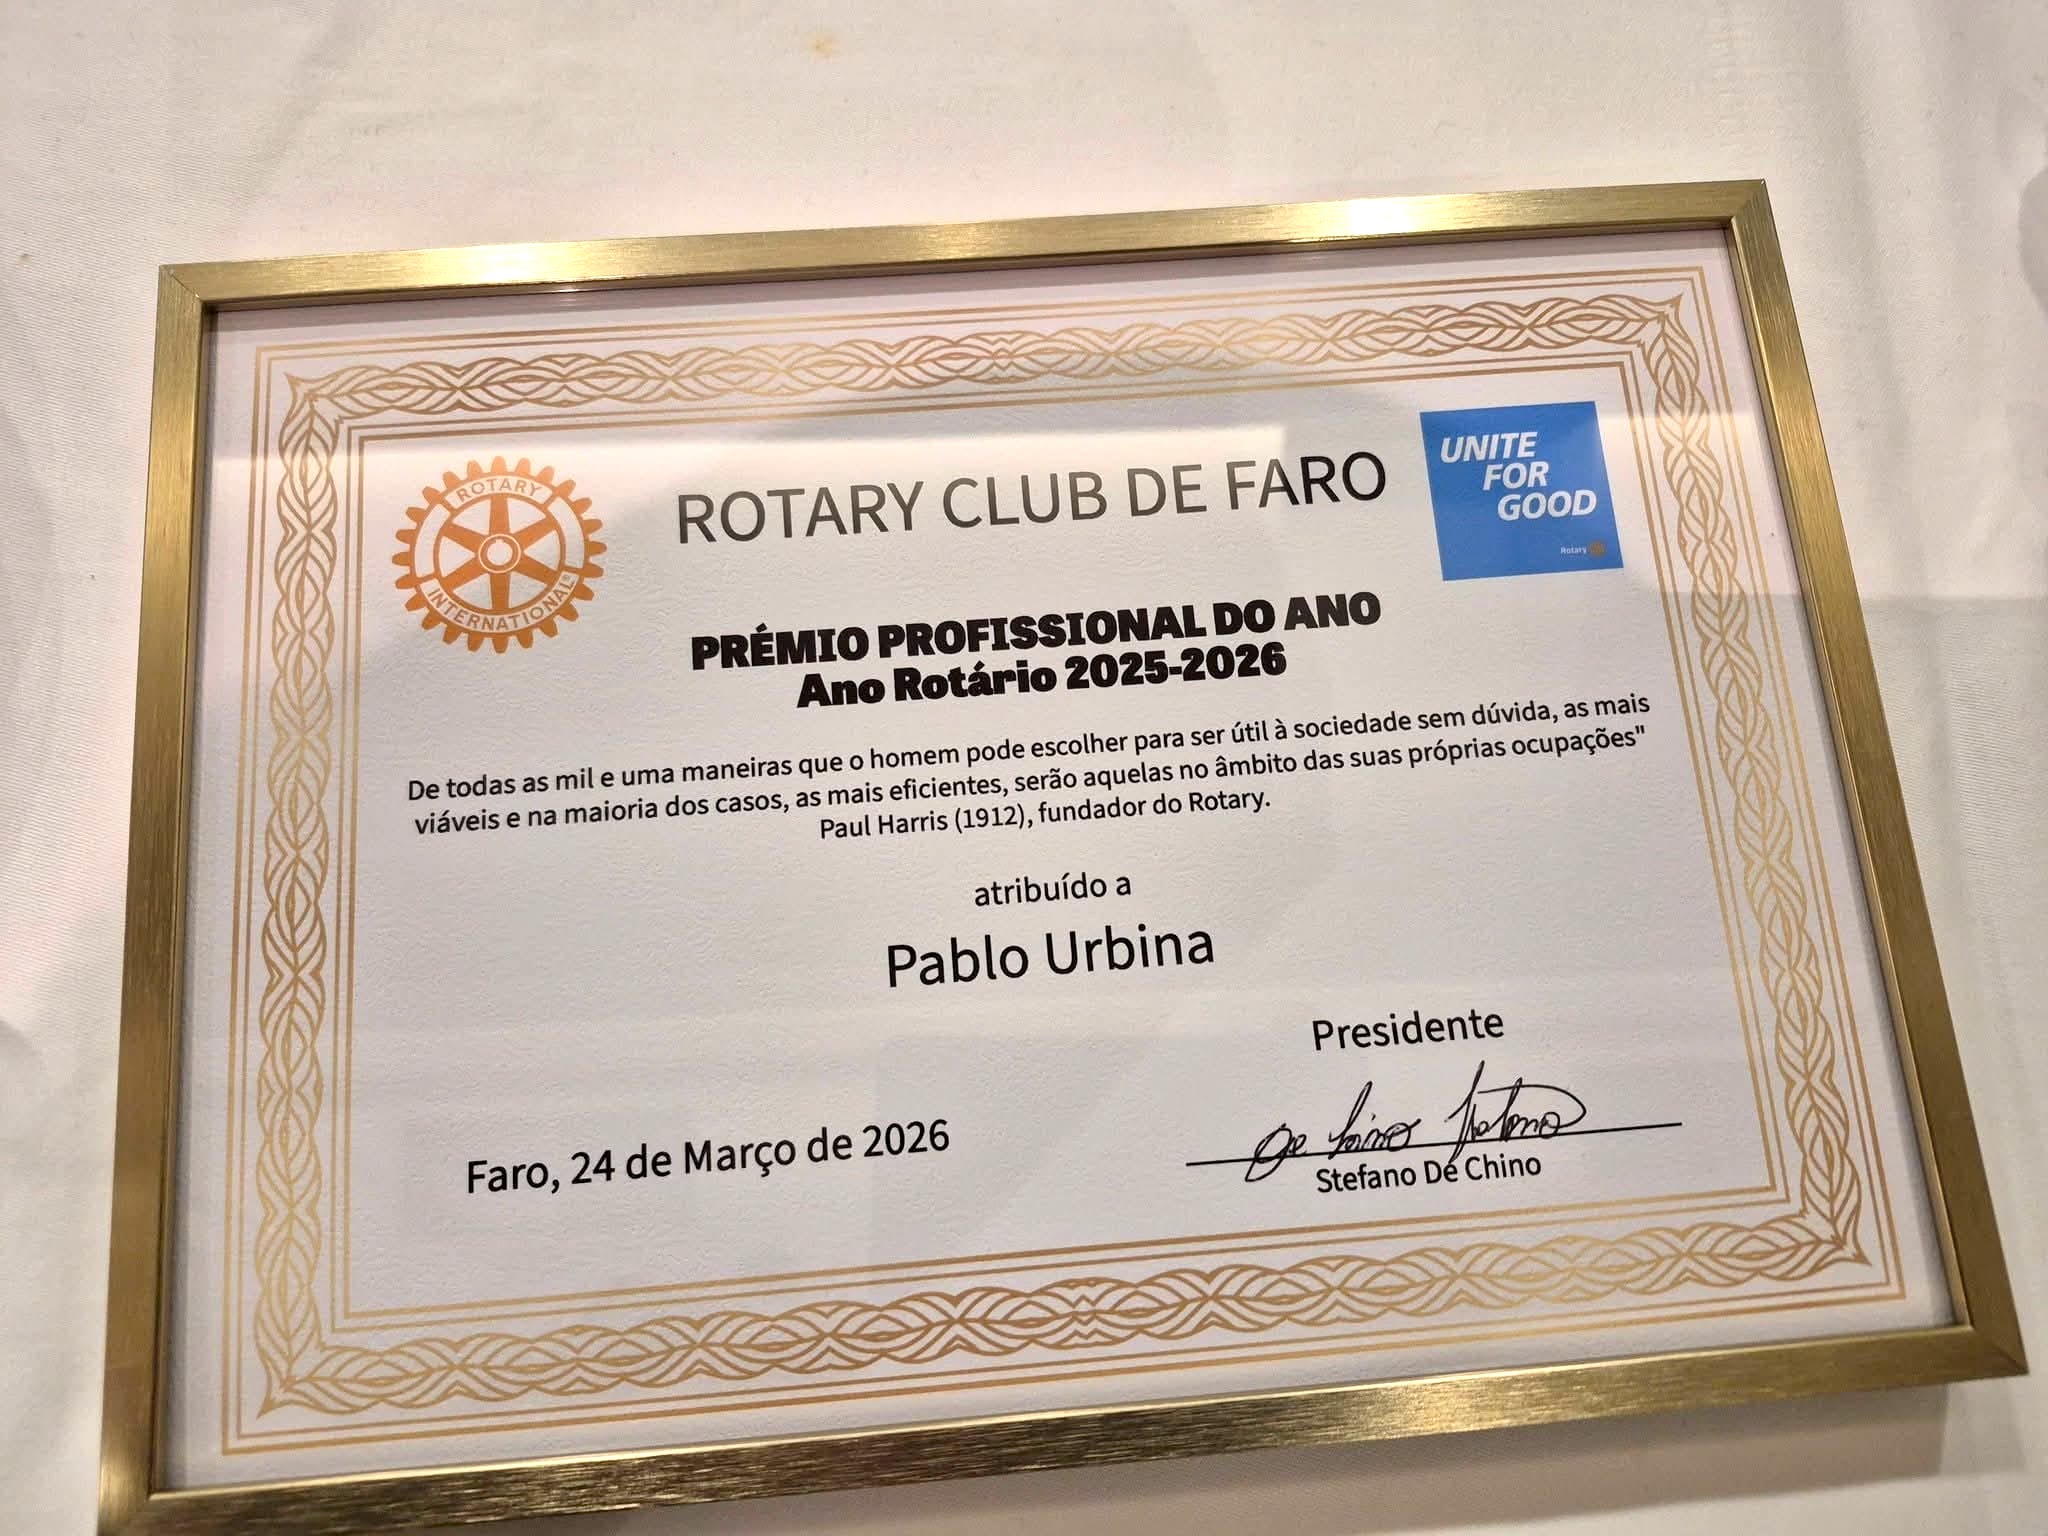 ROTARY
INTERNATIONAL®
ROTARY CLUB DE FARO
UNITE
FOR
GOOD
Rotary
PRÉMIO PROFISSIONAL DO ANO
Ano Rotário 2025-2026
De todas as mil e uma maneiras que o homem pode escolher para ser útil à sociedade sem dúvida, as mais
viáveis e na maioria dos casos, as mais eficientes, serão aquelas no âmbito das suas próprias ocupações"
Paul Harris (1912), fundador do Rotary.
atribuído a
Pablo Urbina
Presidente
Faro, 24 de Março de 2026
Stefano De Chino